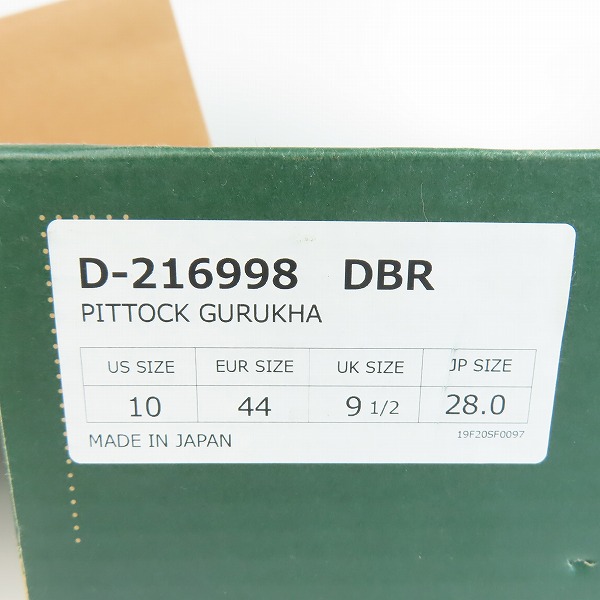 D-216998 DBR
PITTOCK GURUKHA
US SIZE EUR SIZE UK SIZE JP SIZE
10 44 9 1/2 28.0
MADE IN JAPAN 19F20SF0097